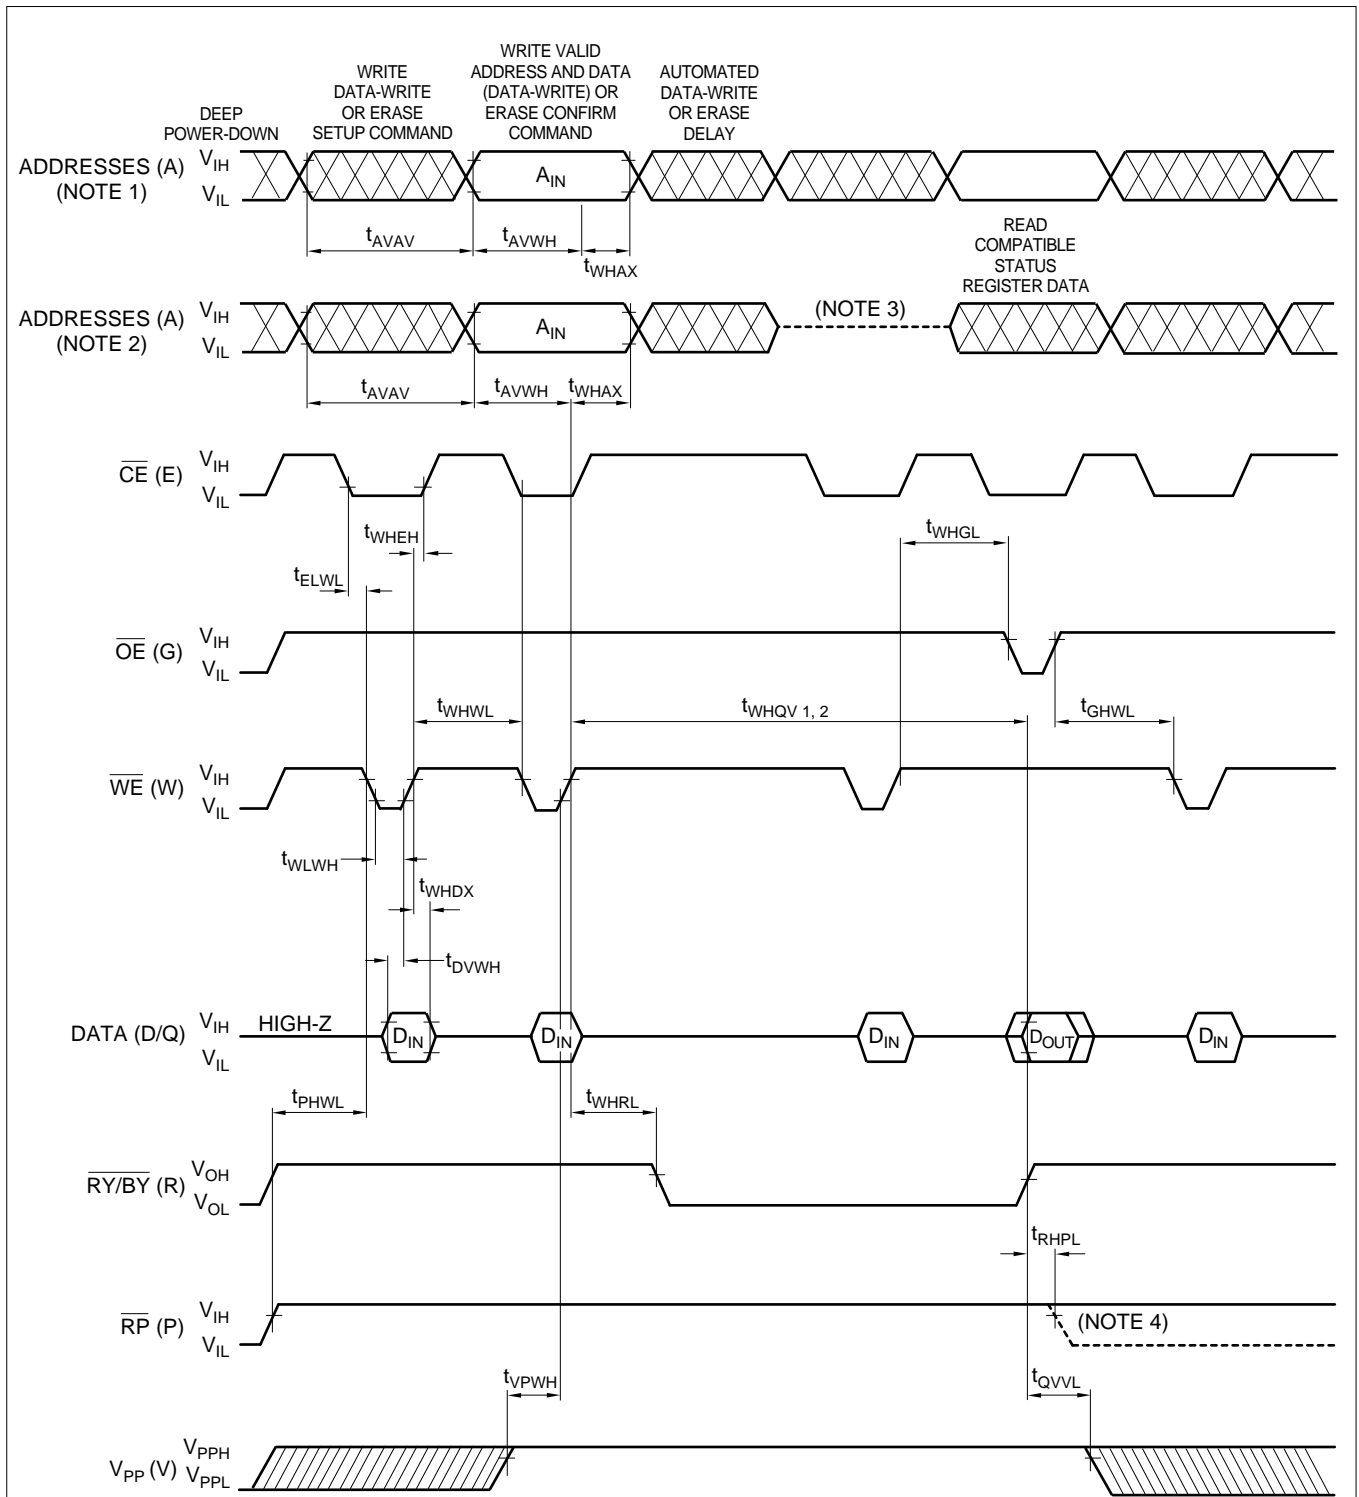 WRITE
DATA-WRITE
OR ERASE
SETUP COMMAND
WRITE VALID
ADDRESS AND DATA
(DATA-WRITE) OR
ERASE CONFIRM
COMMAND
AUTOMATED
DATA-WRITE
OR ERASE
DELAY
DEEP
POWER-DOWN
ADDRESSES (A)
(NOTE 1)
VIH
VIL
AIN
tAVAV
tAVWH
tWHAX
READ
COMPATIBLE
STATUS
REGISTER DATA
ADDRESSES (A)
(NOTE 2)
VIH
VIL
AIN
(NOTE 3)
tAVAV
tAVWH
tWHAX
CE (E)
VIH
VIL
tWHEH
tWHGL
tELWL
OE (G)
VIH
VIL
tWHWL
tWHQV 1, 2
tGHWL
WE (W)
VIH
VIL
tWLWH
tWHDX
tDVWH
DATA (D/Q)
VIH
VIL
HIGH-Z
DIN
DIN
DIN
DOUT
DIN
tPHWL
tWHRL
RY/BY (R)
VOH
VOL
tRHPL
RP (P)
VIH
VIL
(NOTE 4)
tVPWH
tQVVL
VPP (V)
VPPH
VPPL